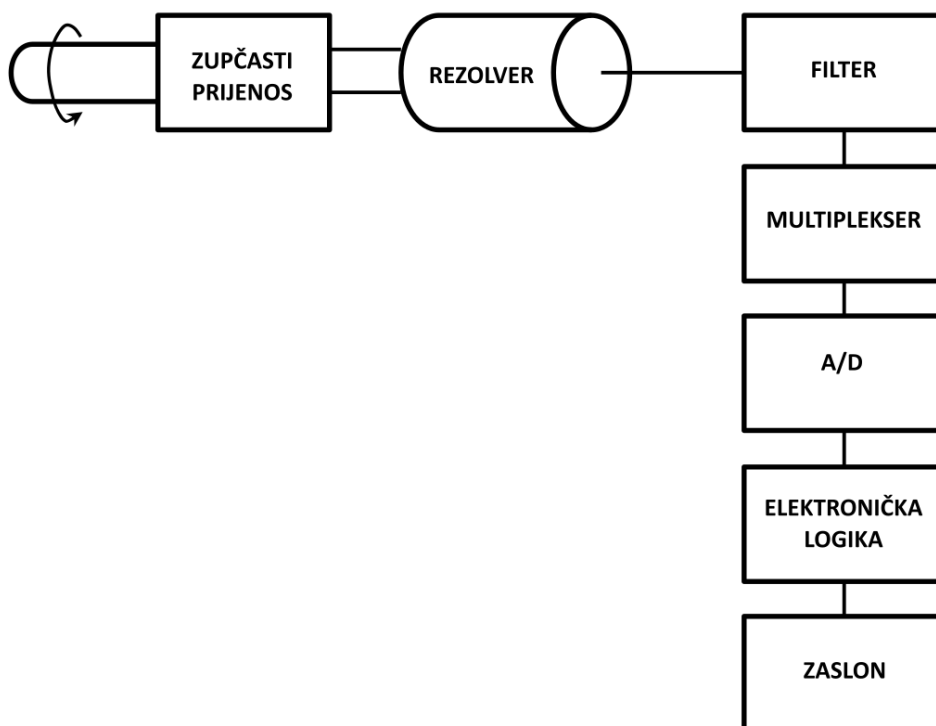 ZUPČASTI
PRIJENOS
REZOLVER
FILTER
MULTIPLEKSER
A/D
ELEKTRONIČKA
LOGIKA
ZASLON